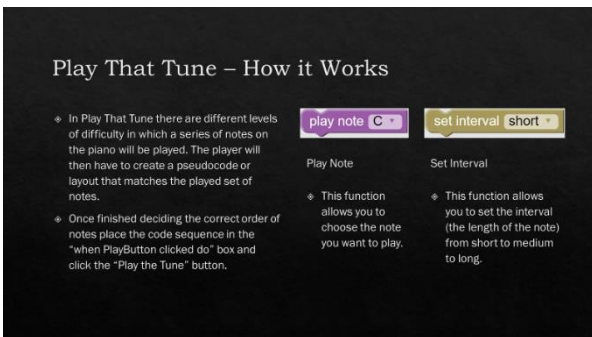 Play That Tune – How it Works
In Play That Tune there are different levels
of difficulty in which a series of notes on
the piano will be played. The player will
then have to create a pseudocode or
layout that matches the played set of
notes.
Once finished deciding the correct order of
notes place the code sequence in the
“when PlayButton clicked do” box and
click the “Play the Tune” button.
play note C
Play Note
This function
allows you to
choose the note
you want to play.
set interval short
Set Interval
This function allows
you to set the interval
(the length of the note)
from short to medium
to long.